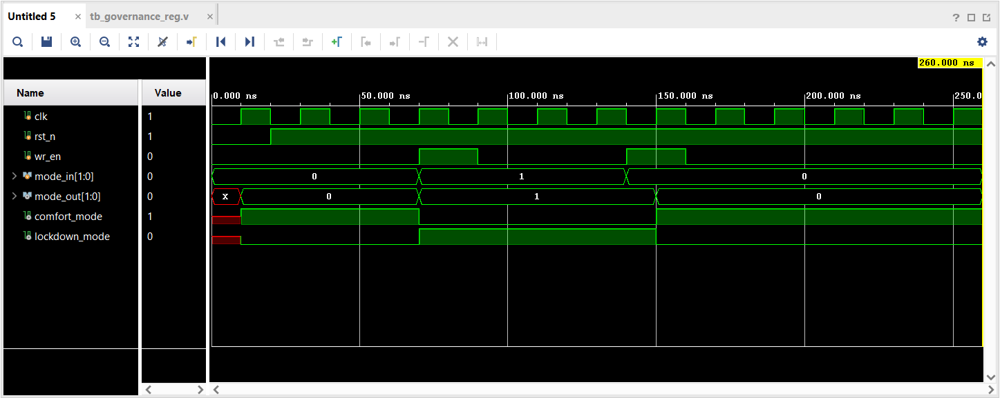 Untitled 5 × tb_governance_reg.v ×
?
260.000 ns
Name Value
0.000 ns 50.000 ns 100.000 ns 150.000 ns 200.000 ns 250.0
clk 1
rst_n 1
wr_en 0
mode_in[1:0] 0 0 1 0
mode_out[1:0] 0 x 0 1 0
comfort_mode 1
lockdown_mode 0